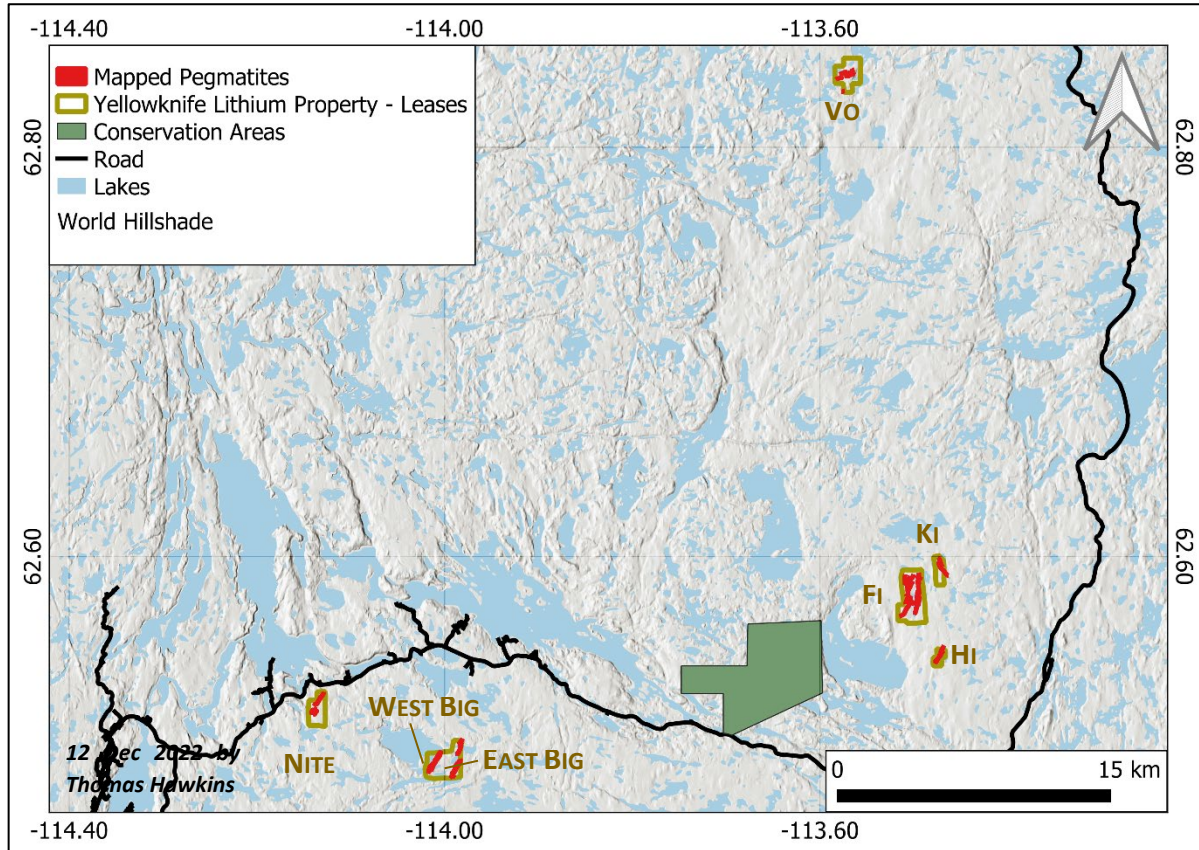 -114.40 -114.00 -113.60
Mapped Pegmatites
Yellowknife Lithium Property - Leases
Conservation Areas
Road
Lakes
World Hillshade
VO
62.80 62.80
62.60 62.60
KI
FI
HI
WEST BIG
EAST BIG
NITE
12 Dec 2022 by
Thomas Hawkins
0 15 km
-114.40 -114.00 -113.60